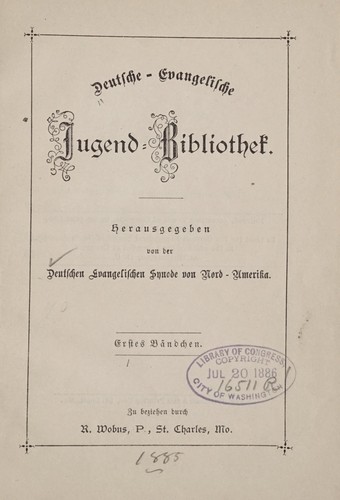 Deutsche-Evangelische
Jugend-Bibliothek.
Herausgegeben
von der
Deutschen Evangelischen Synode von Nord-Amerika.
Erstes Bändchen.
LIBRARY OF CONGRESS
COPYRIGHT
JUL 20 1886
16511 R
CITY OF WASHINGTON
Zu beziehen durch
R. Wobus, P., St. Charles, Mo.
1885